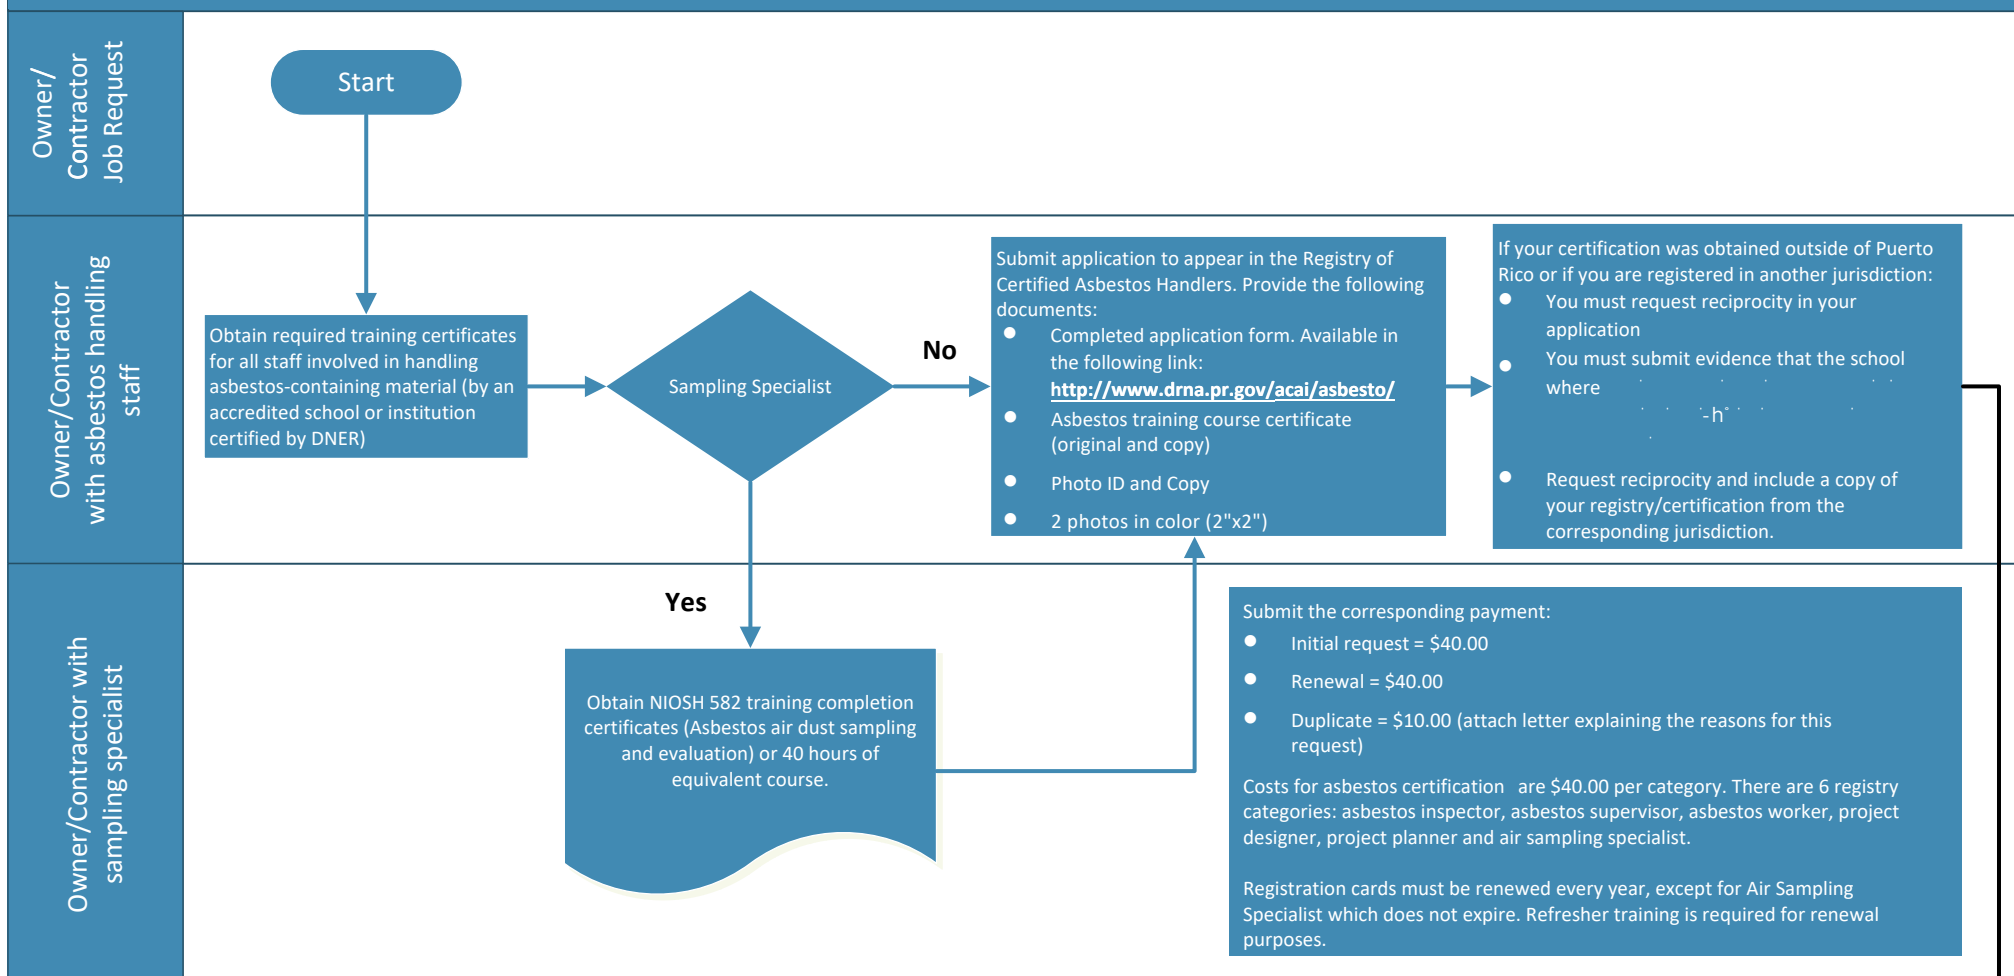 Owner/
Contractor
Job Request
Start
Owner/Contractor
with asbestos handling
staff
Obtain required training certificates
for all staff involved in handling
asbestos-containing material (by an
accredited school or institution
certified by DNER)
Sampling Specialist
No
Submit application to appear in the Registry of
Certified Asbestos Handlers. Provide the following
documents:
● Completed application form. Available in
the following link:
http://www.drna.pr.gov/acai/asbesto/
● Asbestos training course certificate
(original and copy)
● Photo ID and Copy
● 2 photos in color (2"x2")
If your certification was obtained outside of Puerto
Rico or if you are registered in another jurisdiction:
● You must request reciprocity in your
application
● You must submit evidence that the school
where
● Request reciprocity and include a copy of
your registry/certification from the
corresponding jurisdiction.
Owner/Contractor with
sampling specialist
Yes
Obtain NIOSH 582 training completion
certificates (Asbestos air dust sampling
and evaluation) or 40 hours of
equivalent course.
Submit the corresponding payment:
● Initial request = $40.00
● Renewal = $40.00
● Duplicate = $10.00 (attach letter explaining the reasons for this
request)
Costs for asbestos certification are $40.00 per category. There are 6 registry
categories: asbestos inspector, asbestos supervisor, asbestos worker, project
designer, project planner and air sampling specialist.
Registration cards must be renewed every year, except for Air Sampling
Specialist which does not expire. Refresher training is required for renewal
purposes.